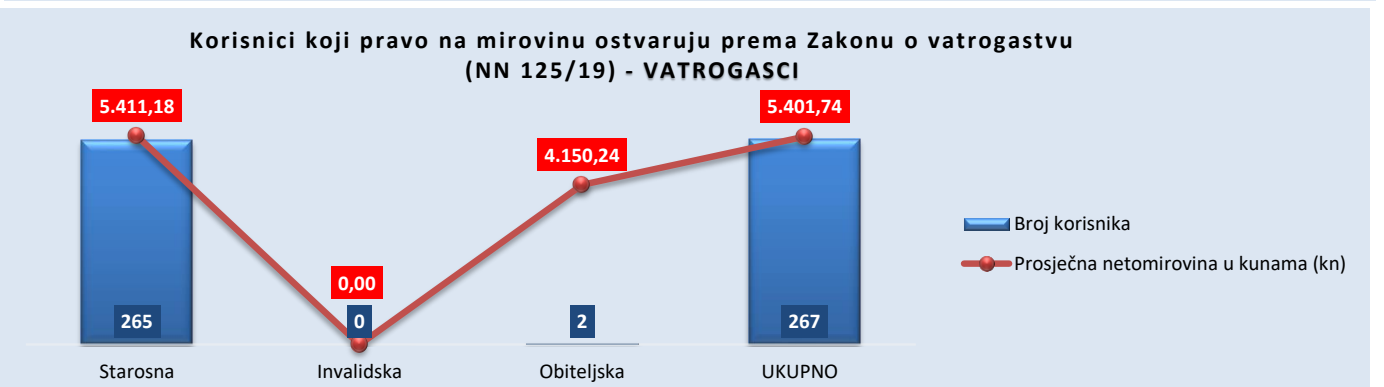 Korisnici koji pravo na mirovinu ostvaruju prema Zakonu o vatrogastvu
(NN 125/19) - VATROGASCI
5.411,18
5.401,74
4.150,24
0,00
265
0
2
267
Starosna
Invalidska
Obiteljska
UKUPNO
Broj korisnika
Prosječna netomirovina u kunama (kn)